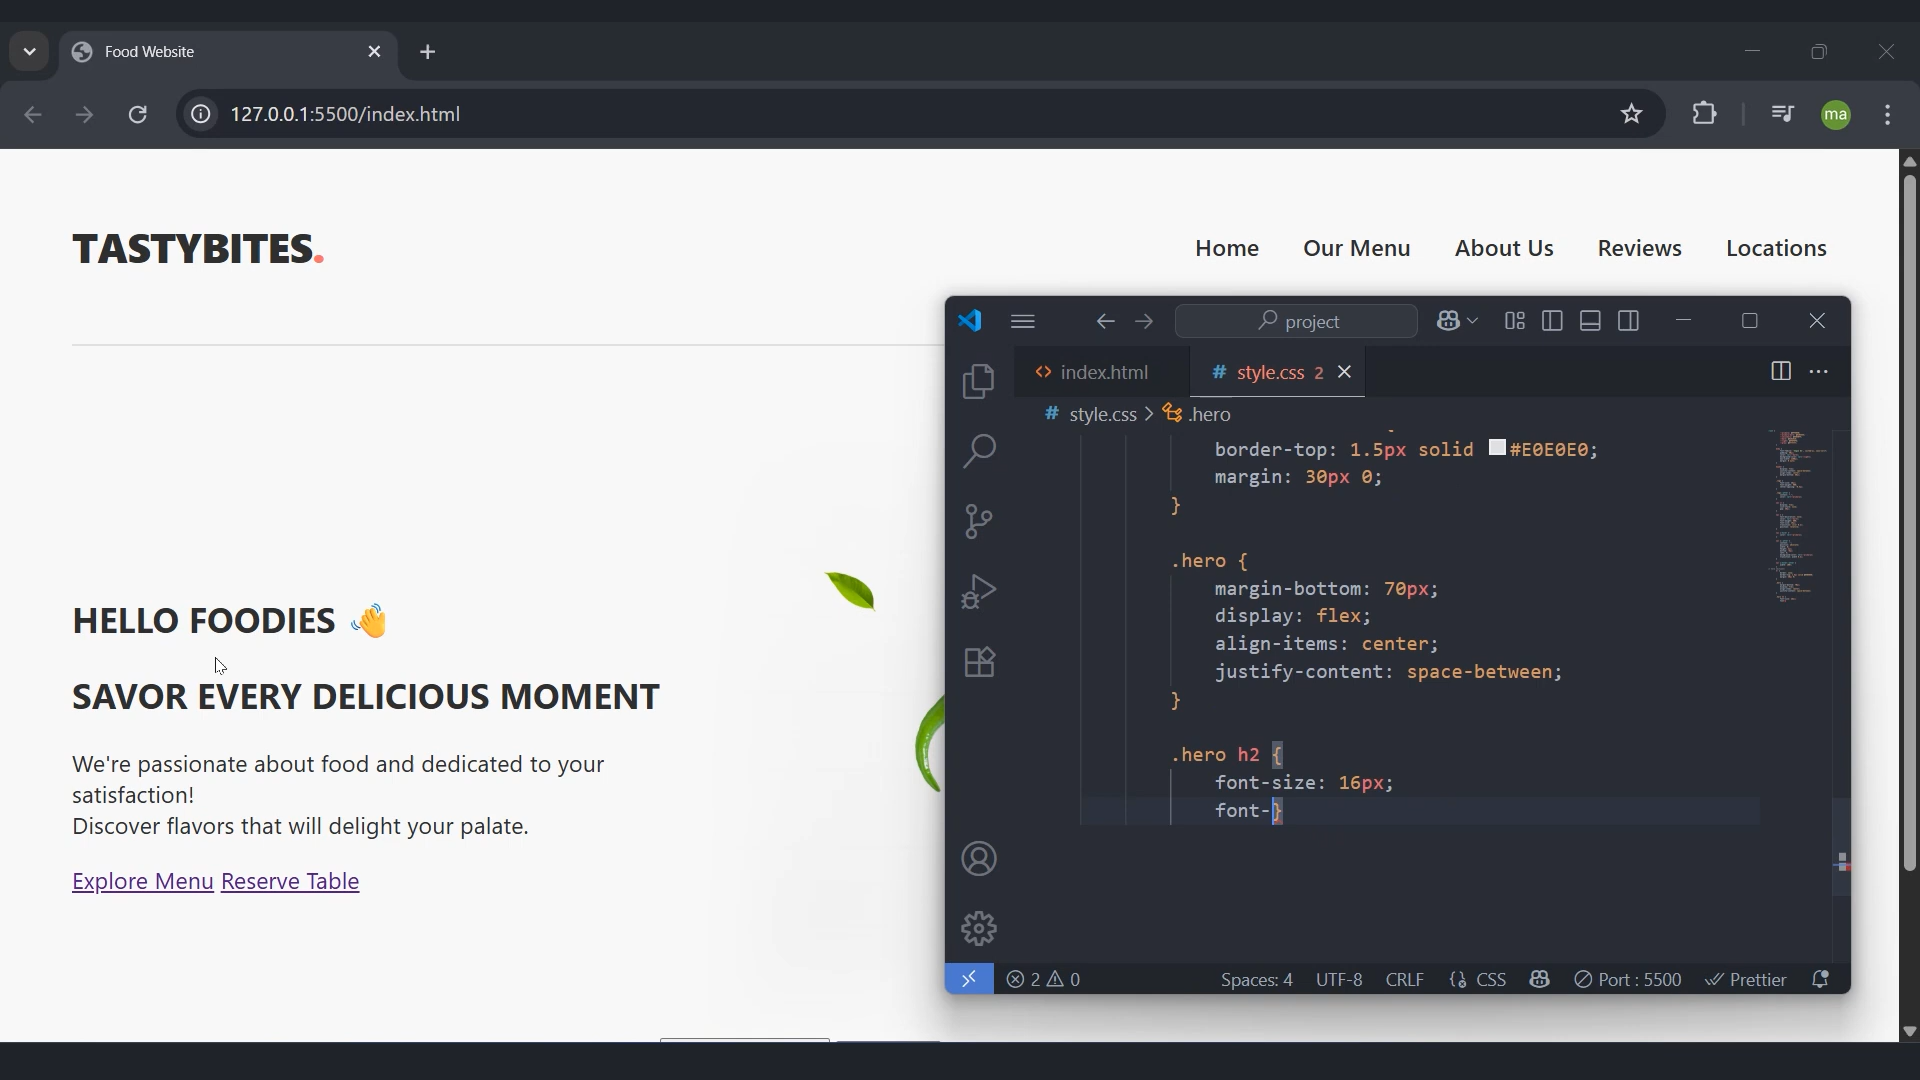 Food Website
127.0.0.1:5500/index.html
ma
TASTYBITES.
Home Our Menu About Us Reviews Locations
HELLO FOODIES 👋
SAVOR EVERY DELICIOUS MOMENT
We're passionate about food and dedicated to your
satisfaction!
Discover flavors that will delight your palate.
Explore Menu Reserve Table
project
<> index.html # style.css 2
# style.css > .hero
border-top: 1.5px solid #E0E0E0;
margin: 30px 0;
}
.hero {
margin-bottom: 70px;
display: flex;
align-items: center;
justify-content: space-between;
}
.hero h2 {
font-size: 16px;
font-}
2 0 Spaces: 4 UTF-8 CRLF {} CSS Port : 5500 Prettier